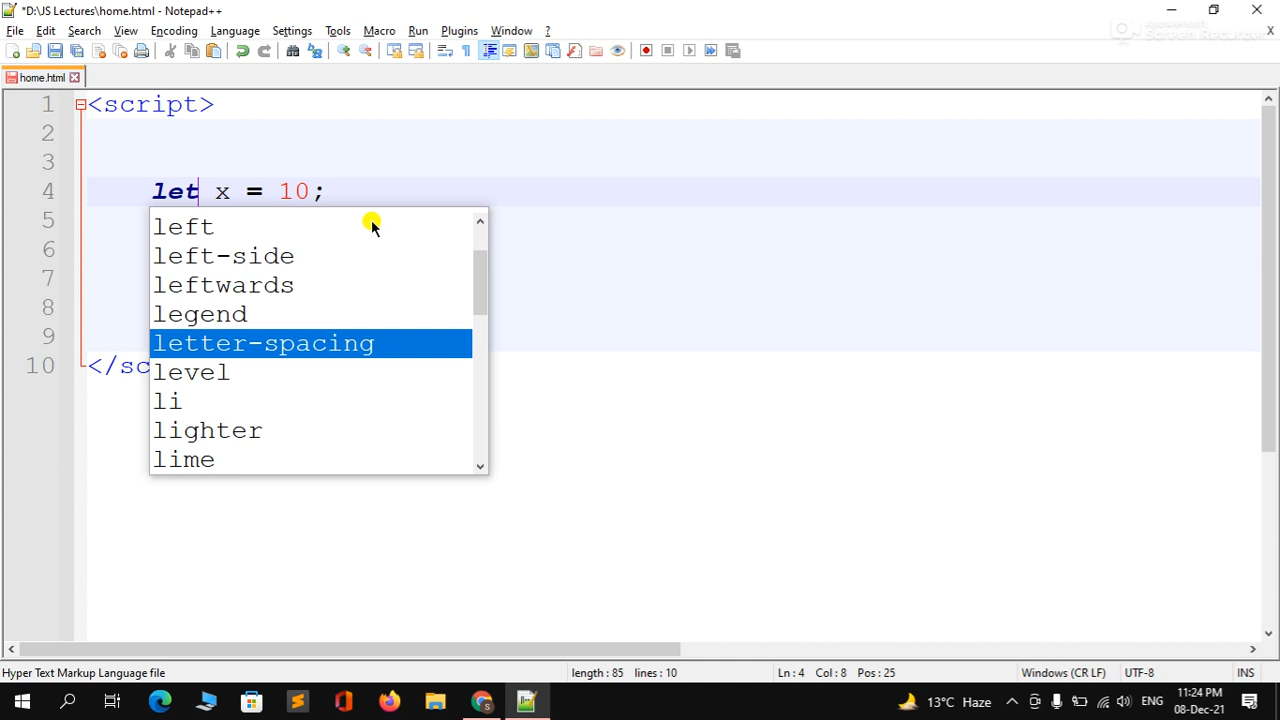 *D:\JS Lectures\home.html - Notepad++
File Edit Search View Encoding Language Settings Tools Macro Run Plugins Window ? X
Apowersoft
Screen Recorder
home.html
1 <script>
2
3
4 let x = 10;
5 left
left-side
6
leftwards
7
8 legend
9 letter-spacing
10 </sc
level
li
lighter
lime
Hyper Text Markup Language file length : 85 lines : 10 Ln : 4 Col : 8 Pos : 25 Windows (CR LF) UTF-8 INS
13°C Haze ENG 11:24 PM
08-Dec-21